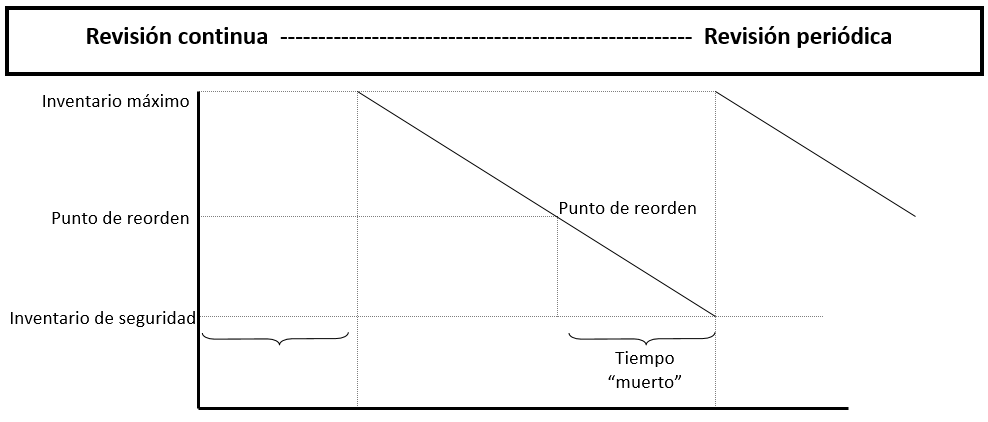 Revisión continua ------------------------------------------------------ Revisión periódica
Inventario máximo
Punto de reorden
Punto de reorden
Inventario de seguridad
Tiempo
“muerto”